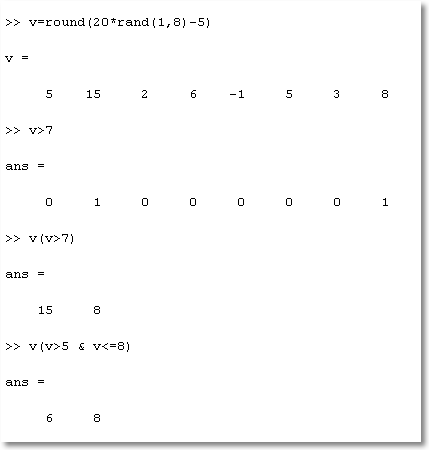 >> v=round(20*rand(1,8)-5)
v =
5 15 2 6 -1 5 3 8
>> v>7
ans =
0 1 0 0 0 0 0 1
>> v(v>7)
ans =
15 8
>> v(v>5 & v<=8)
ans =
6 8